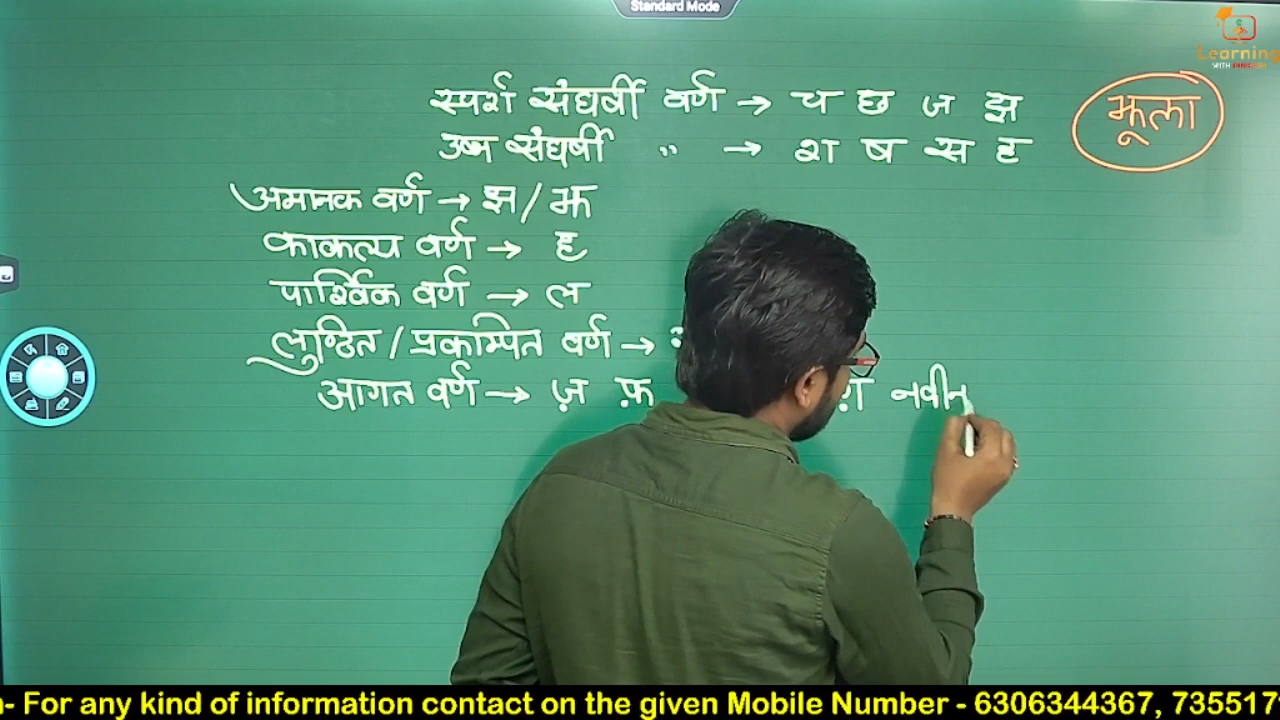 Standard Mode
Learning
स्पर्श संघर्षी वर्ण → च छ ज झ
झूला
उष्म संघर्षी " → श ष स ह
अमानक वर्ण → झ / झ
काकल्य वर्ण → ह
पार्श्विक वर्ण → ल
लुण्ठित / प्रकम्पित वर्ण →
आगत वर्ण → ज़ फ़ ग़ नवीन
- For any kind of information contact on the given Mobile Number - 6306344367, 735517